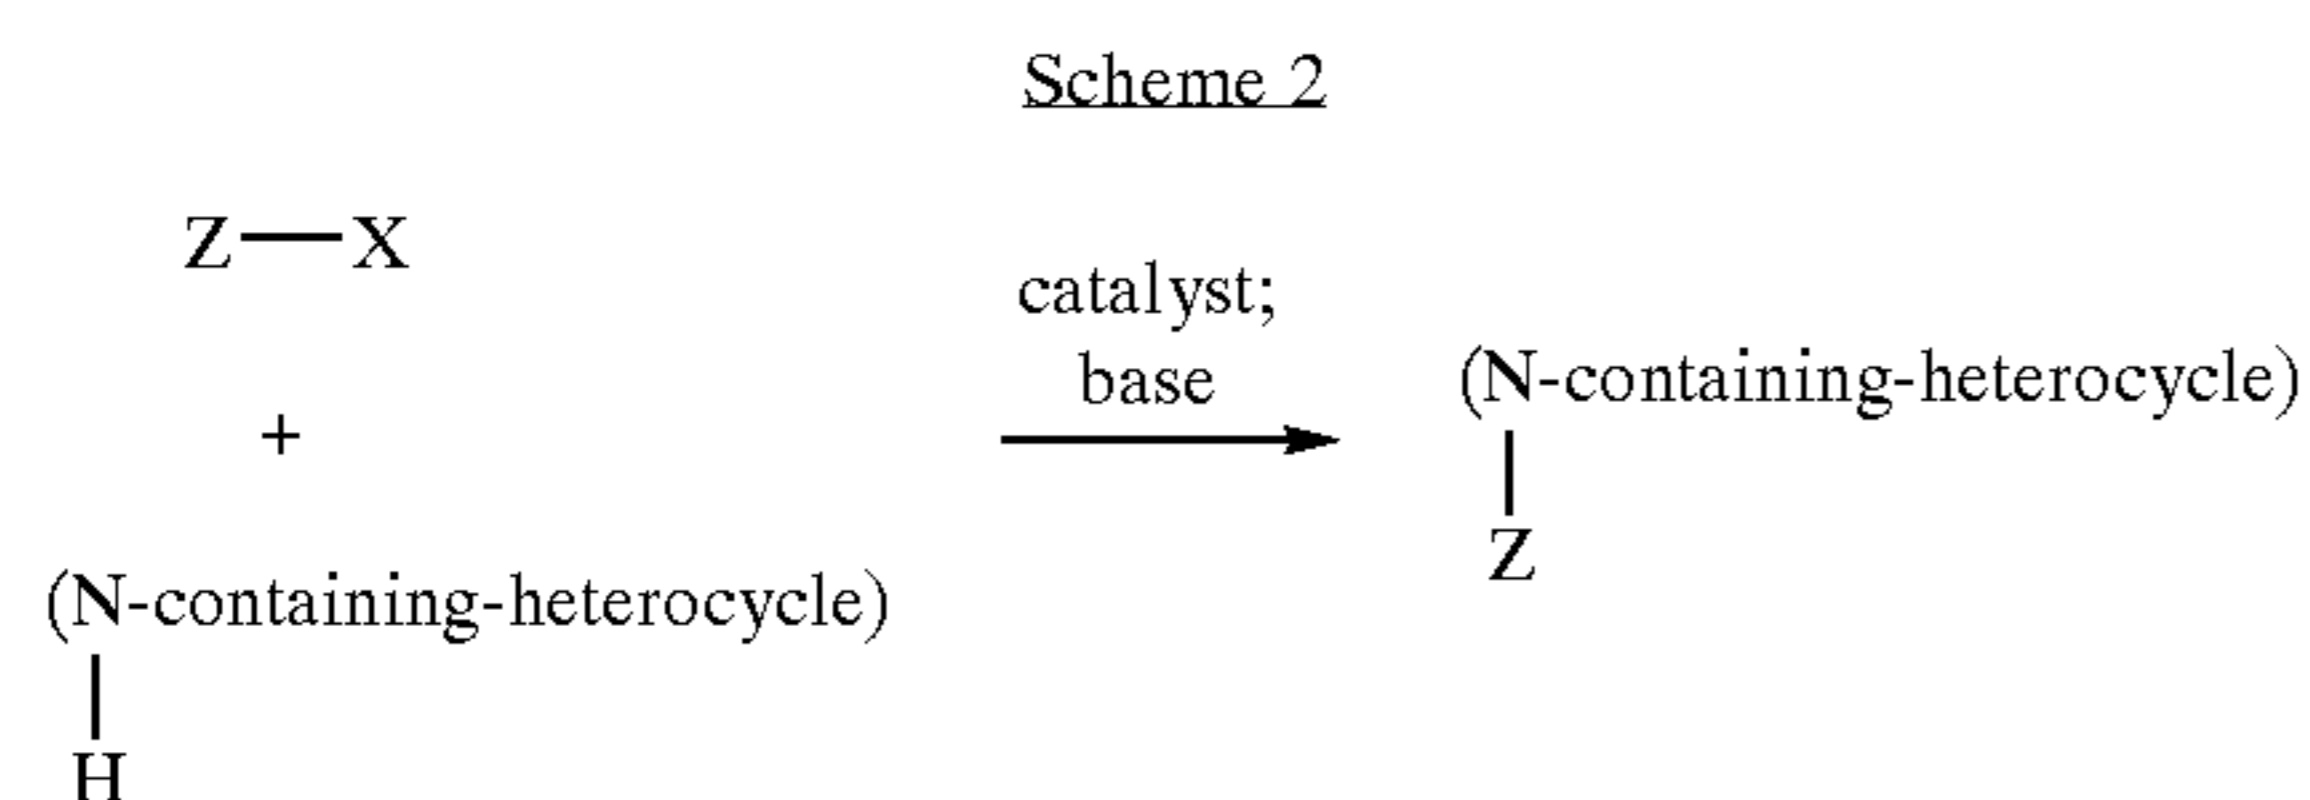 Scheme 2
Z—X
+
(N-containing-heterocycle)
H
catalyst;
base
(N-containing-heterocycle)
Z